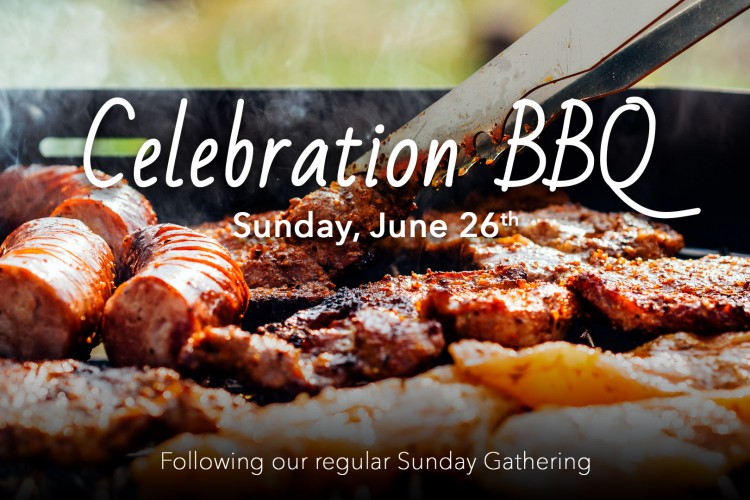 Celebration BBQ
Sunday, June 26th
Following our regular Sunday Gathering